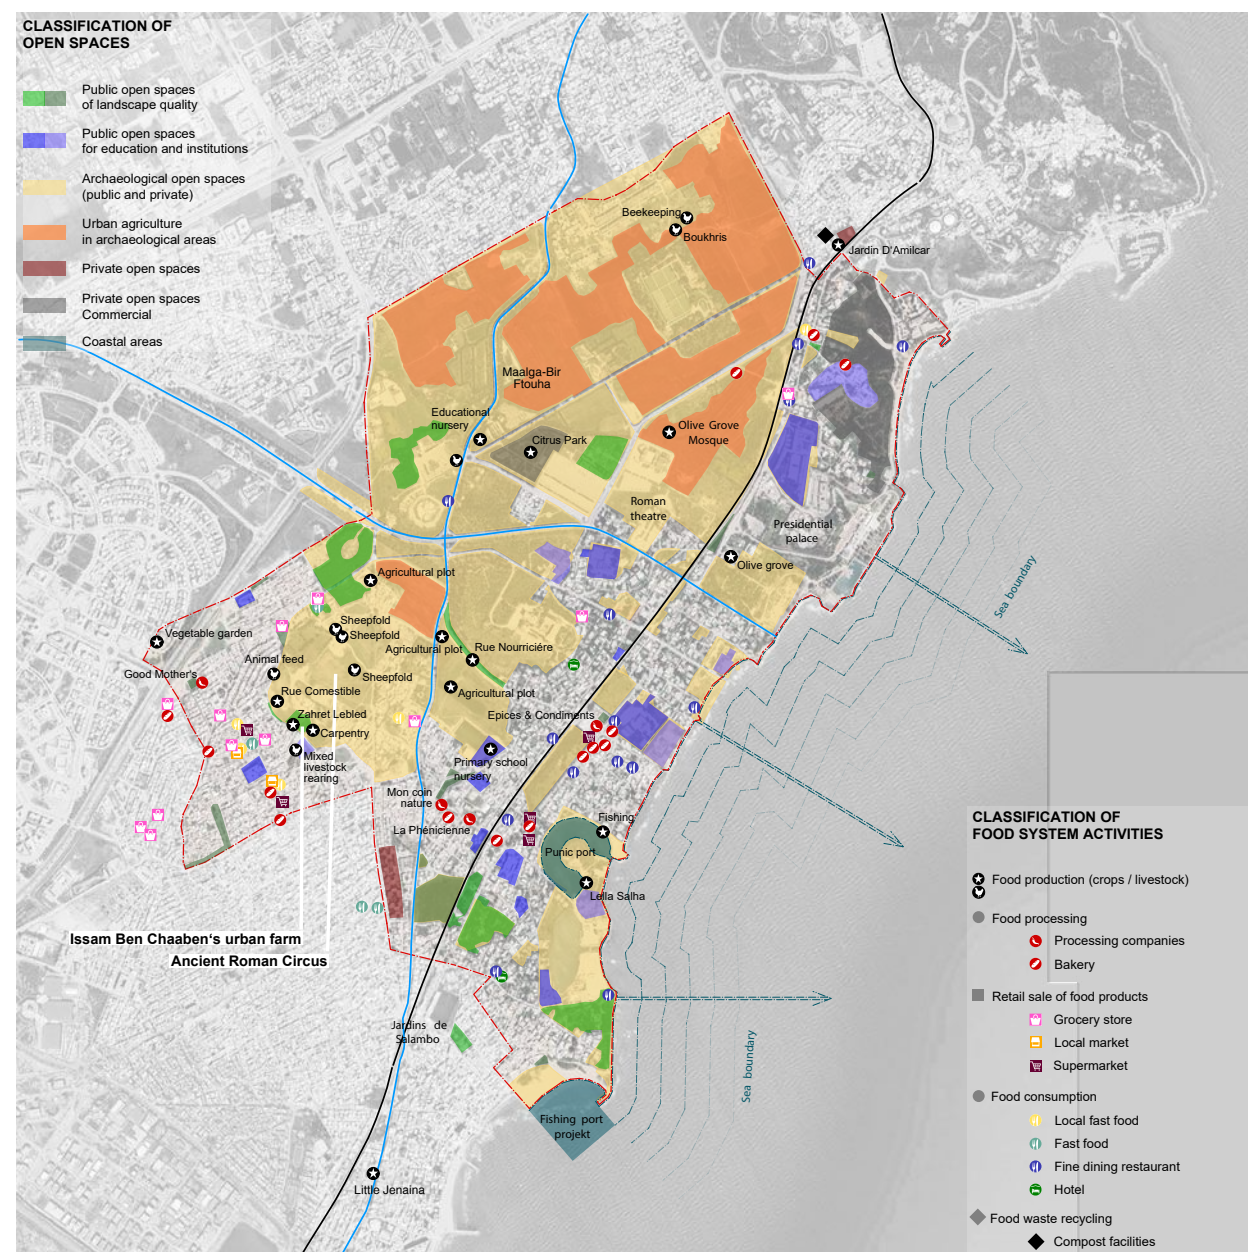 CLASSIFICATION OF
OPEN SPACES
Public open spaces
of landscape quality
Public open spaces
for education and institutions
Archaeological open spaces
(public and private)
Urban agriculture
in archaeological areas
Private open spaces
Private open spaces
Commercial
Coastal areas
Beekeeping
Boukhris
Jardin D'Amilcar
Maalga-Bir
Ftouha
Educational
nursery
Citrus Park
Olive Grove
Mosque
Roman
theatre
Presidential
palace
Olive grove
Agricultural plot
Sea boundary
Vegetable garden
Sheepfold
Sheepfold
Agricultural plot
Rue Nourriciére
Good Mother's
Animal feed
Sheepfold
Rue Comestible
Agricultural plot
Zahret Lebled
Carpentry
Epices & Condiments
Mixed
livestock
rearing
Primary school
nursery
Mon coin
nature
La Phénicienne
Fishing
Punic port
Lella Salha
Issam Ben Chaaben‘s urban farm
Ancient Roman Circus
Jardins de
Salambo
Sea boundary
Fishing port
projekt
Little Jenaina
CLASSIFICATION OF
FOOD SYSTEM ACTIVITIES
Food production (crops / livestock)
Food processing
Processing companies
Bakery
Retail sale of food products
Grocery store
Local market
Supermarket
Food consumption
Local fast food
Fast food
Fine dining restaurant
Hotel
Food waste recycling
Compost facilities